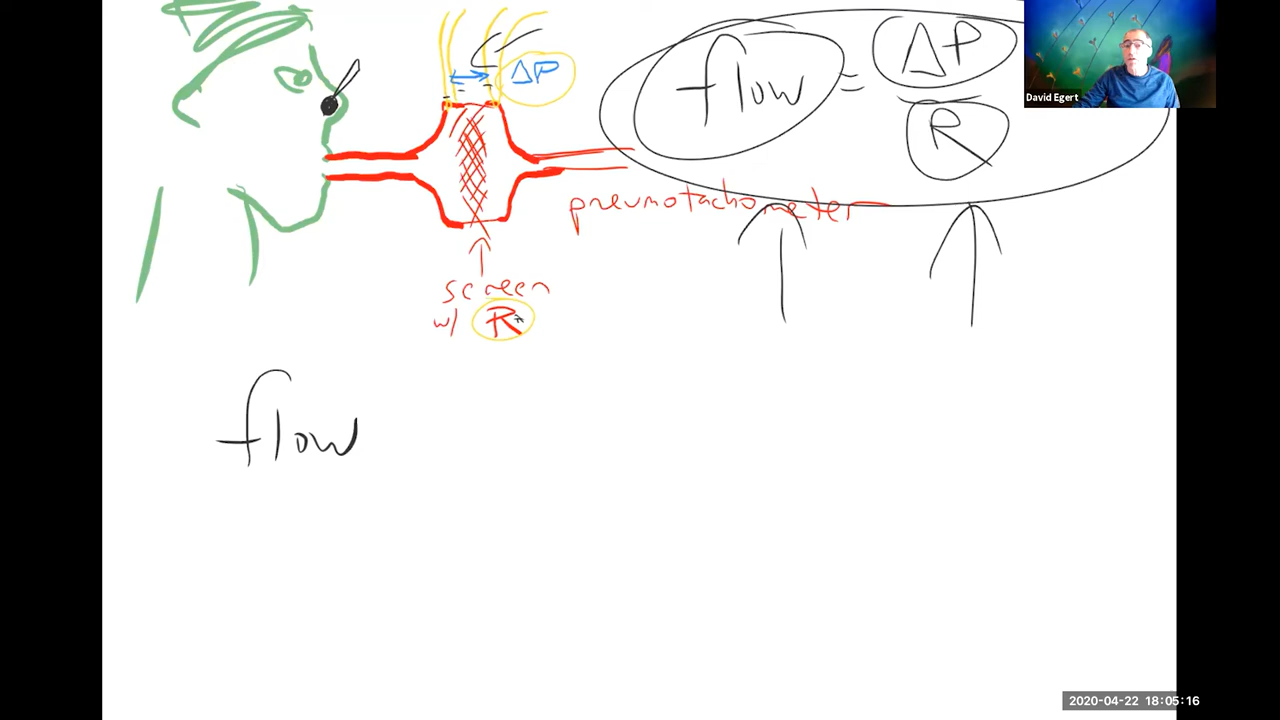 ΔP
flow = ΔP
R
David Egert
pneumotachometer
screen
w/ R
flow
2020-04-22 18:05:16